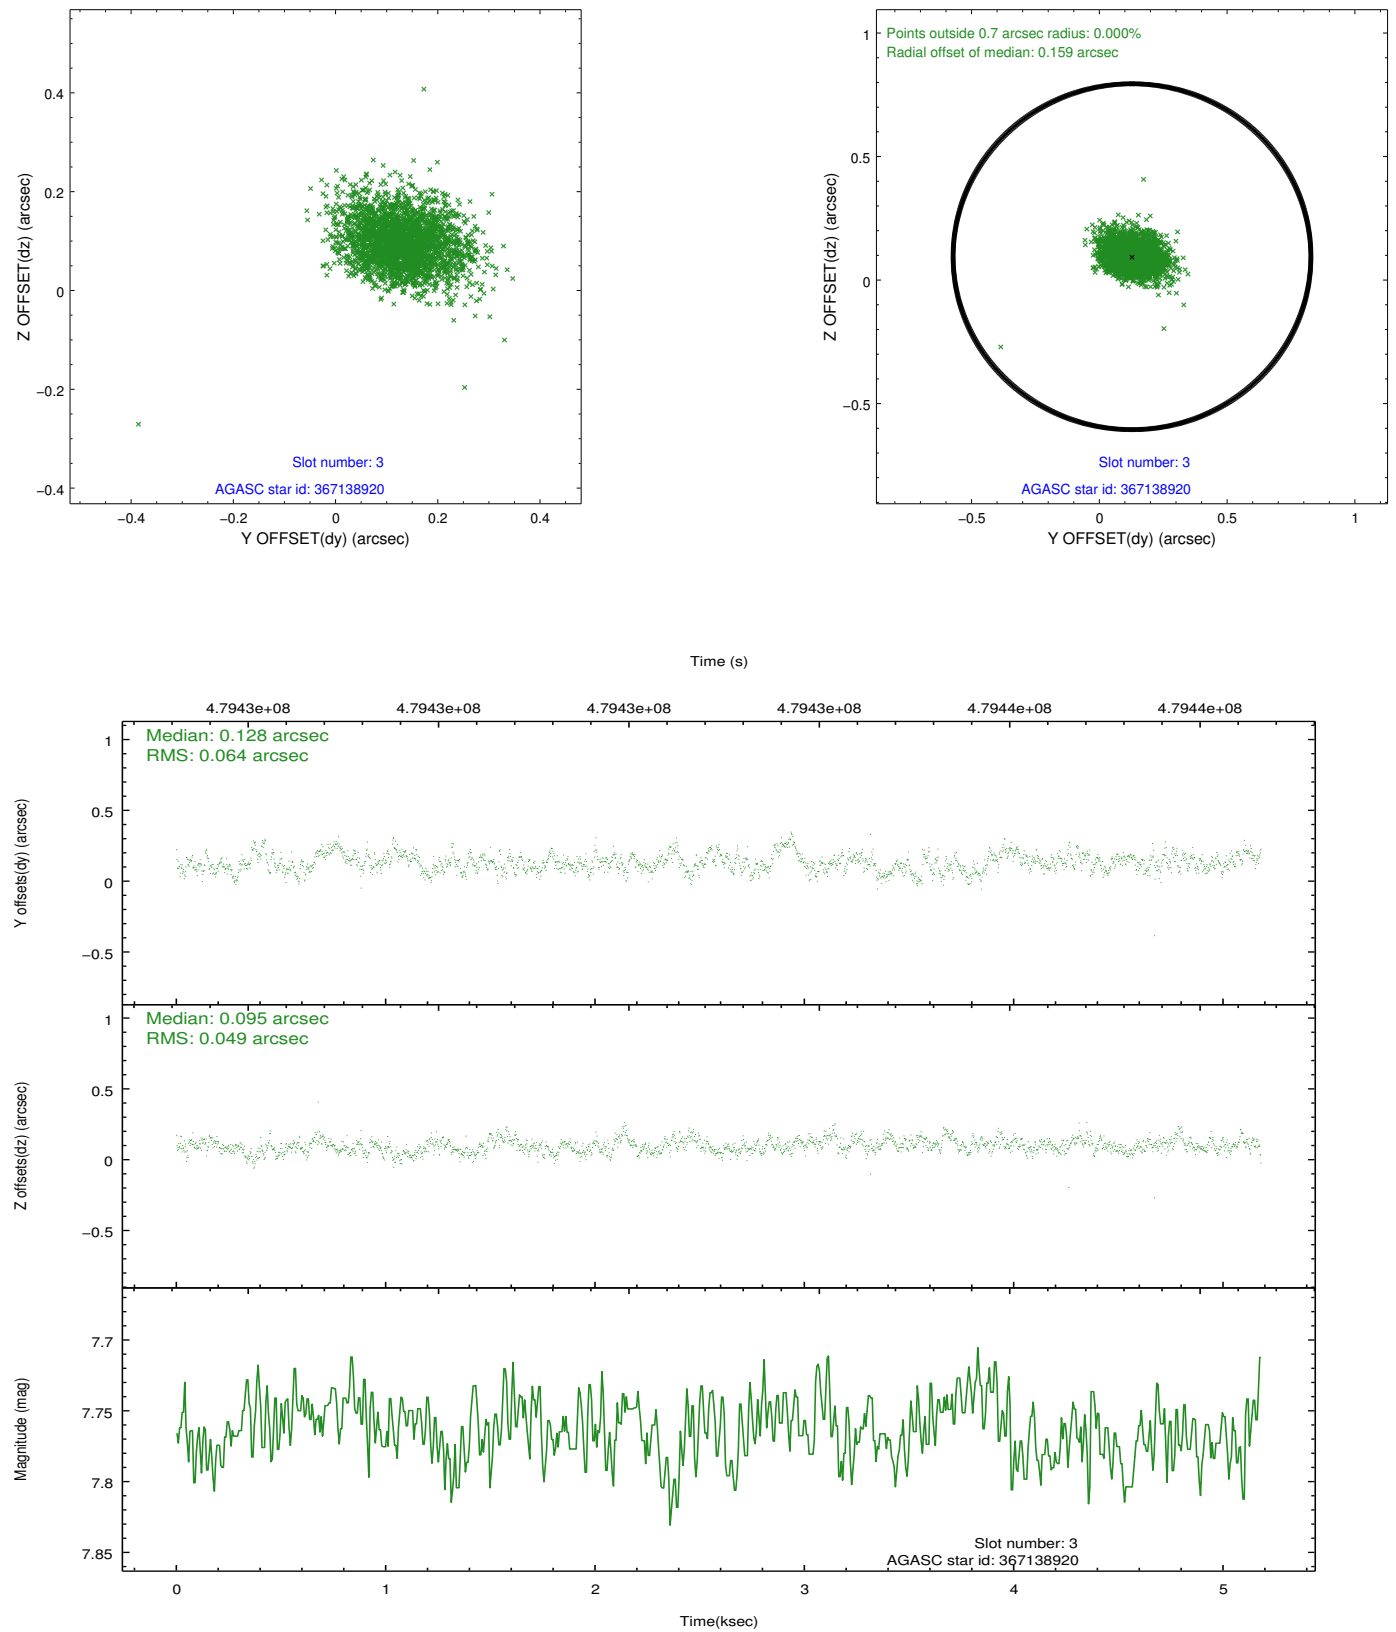 0.4
0.2
0
−0.2
−0.4
Z OFFSET(dz) (arcsec)
Slot number: 3
AGASC star id: 367138920
−0.4 −0.2 0 0.2 0.4
Y OFFSET(dy) (arcsec)
Points outside 0.7 arcsec radius: 0.000%
Radial offset of median: 0.159 arcsec
1
0.5
0
−0.5
Z OFFSET(dz) (arcsec)
Slot number: 3
AGASC star id: 367138920
−0.5 0 0.5 1
Y OFFSET(dy) (arcsec)
Time (s)
4.7943e+08 4.7943e+08 4.7943e+08 4.7943e+08 4.7944e+08 4.7944e+08
Median: 0.128 arcsec
RMS: 0.064 arcsec
1
0.5
0
−0.5
Y offsets(dy) (arcsec)
Median: 0.095 arcsec
RMS: 0.049 arcsec
1
0.5
0
−0.5
Z offsets(dz) (arcsec)
7.7
7.75
7.8
7.85
Magnitude (mag)
Slot number: 3
AGASC star id: 367138920
0 1 2 3 4 5
Time(ksec)